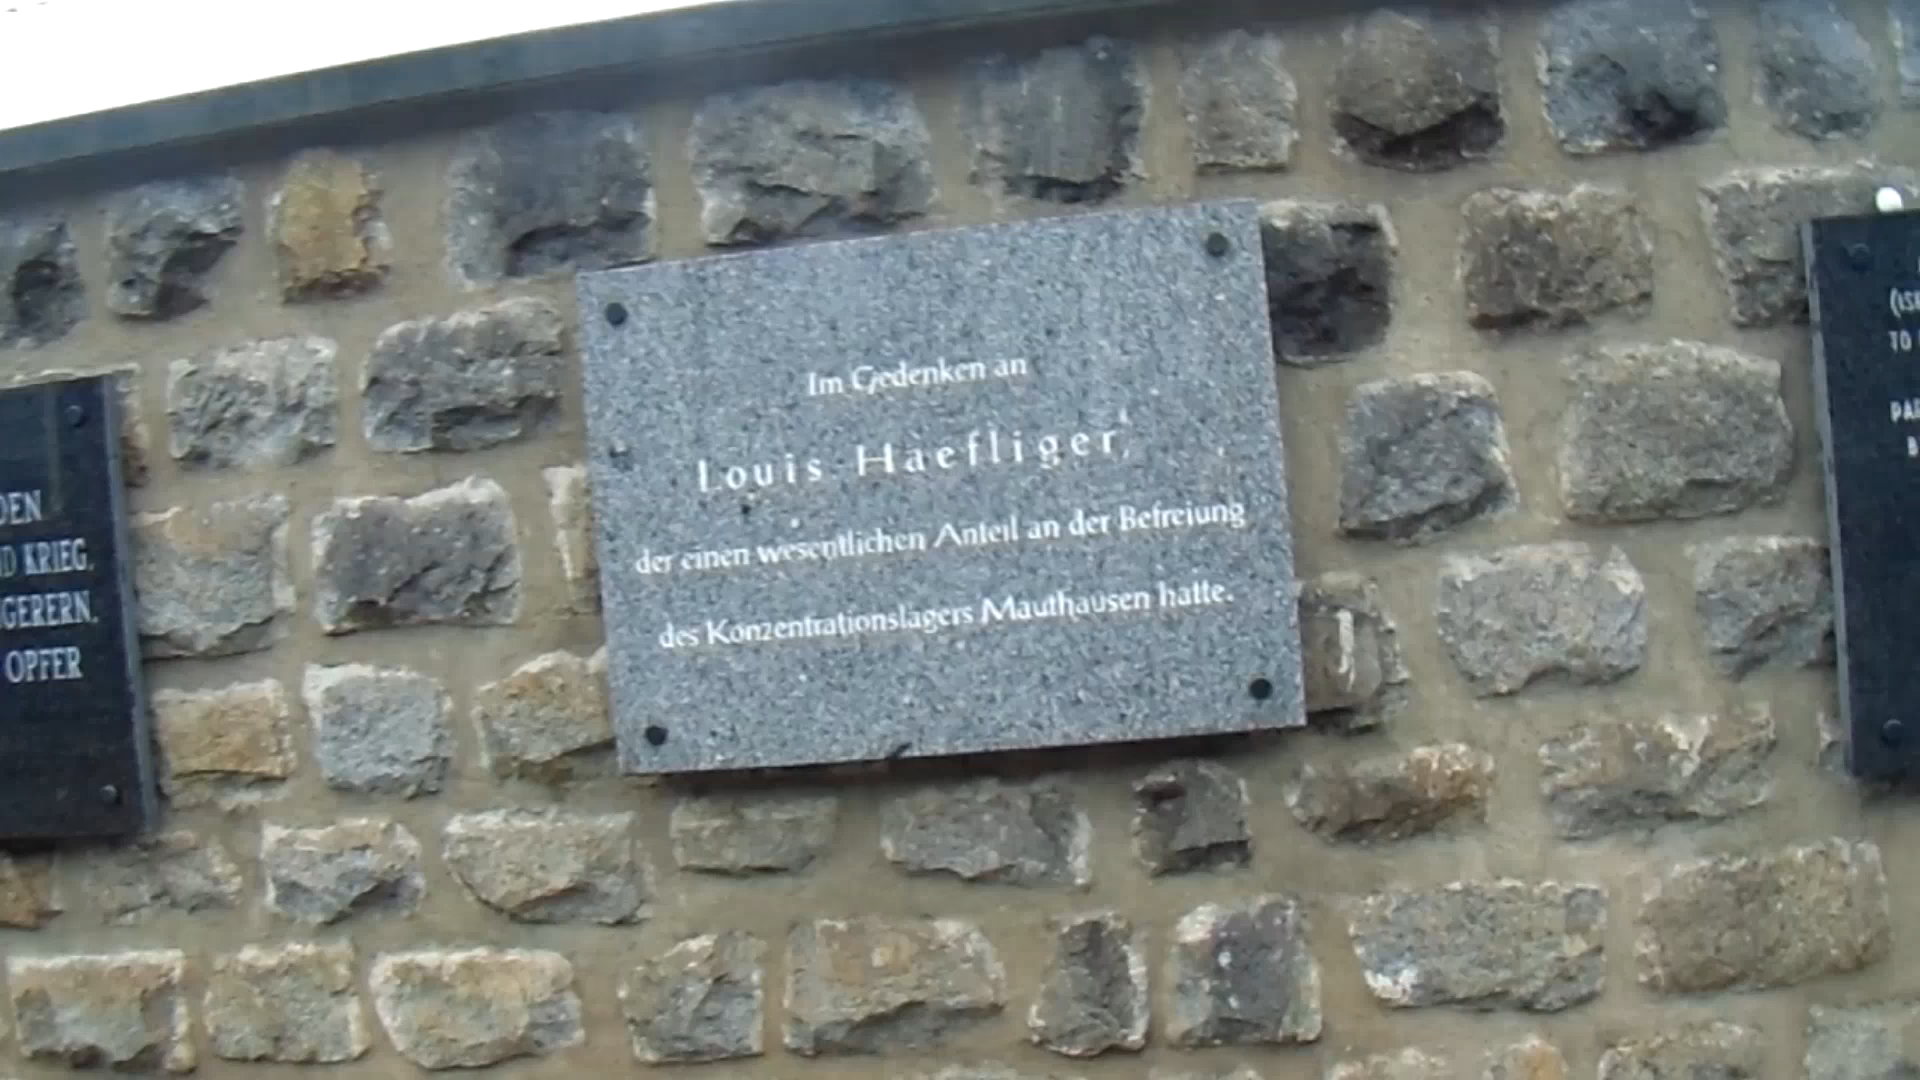 DEN
D KRIEG.
GERERN.
OPFER
Im Gedenken an
Louis Haefliger,
der einen wesentlichen Anteil an der Befreiung
des Konzentrationslagers Mauthausen hatte.
TO